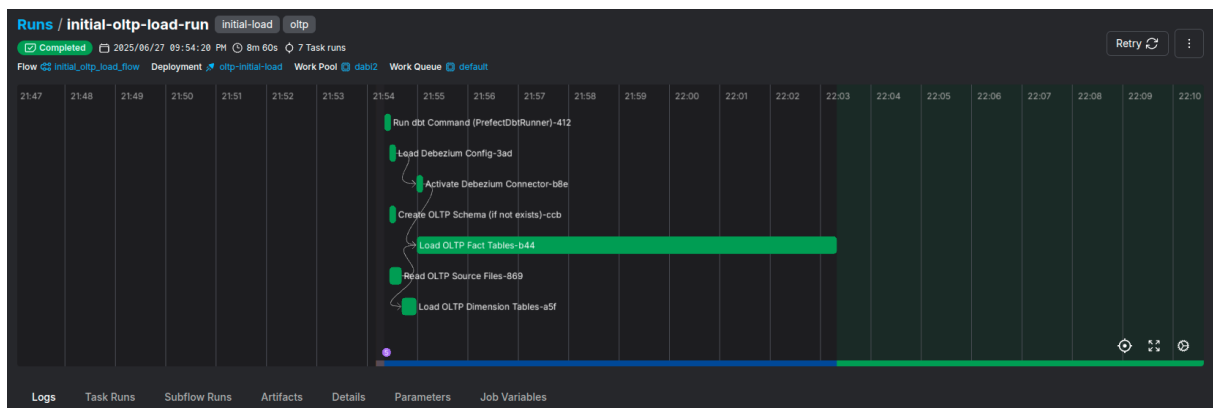 Runs / initial-oltp-load-run initial-load oltp
Completed 2025/06/27 09:54:20 PM 8m 60s 7 Task runs
Retry
Flow initial_oltp_load_flow Deployment oltp-initial-load Work Pool dabi2 Work Queue default
21:47 21:48 21:49 21:50 21:51 21:52 21:53 21:54 21:55 21:56 21:57 21:58 21:59 22:00 22:01 22:02 22:03 22:04 22:05 22:06 22:07 22:08 22:09 22:10
Run dbt Command (PrefectDbtRunner)-412
Load Debezium Config-3ad
Activate Debezium Connector-b8e
Create OLTP Schema (if not exists)-ccb
Load OLTP Fact Tables-b44
Read OLTP Source Files-869
Load OLTP Dimension Tables-a5f
5
Logs Task Runs Subflow Runs Artifacts Details Parameters Job Variables